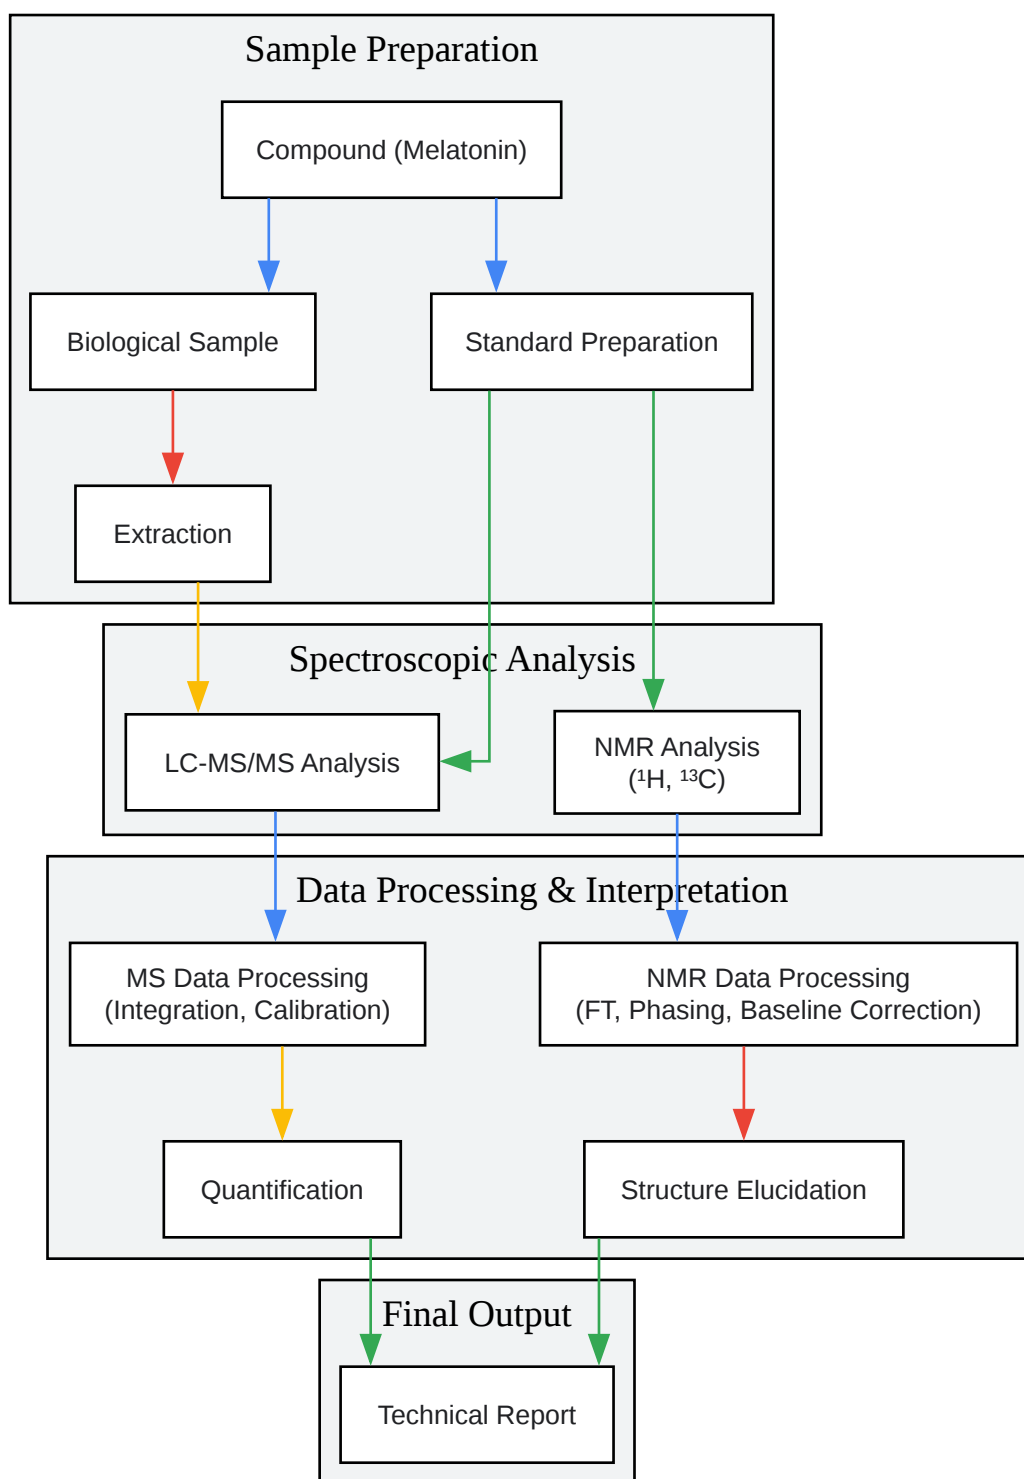 Sample Preparation
Compound (Melatonin)
Biological Sample
Standard Preparation
Extraction
Spectroscopic Analysis
LC-MS/MS Analysis
NMR Analysis
(¹H, ¹³C)
Data Processing & Interpretation
MS Data Processing
(Integration, Calibration)
NMR Data Processing
(FT, Phasing, Baseline Correction)
Quantification
Structure Elucidation
Final Output
Technical Report